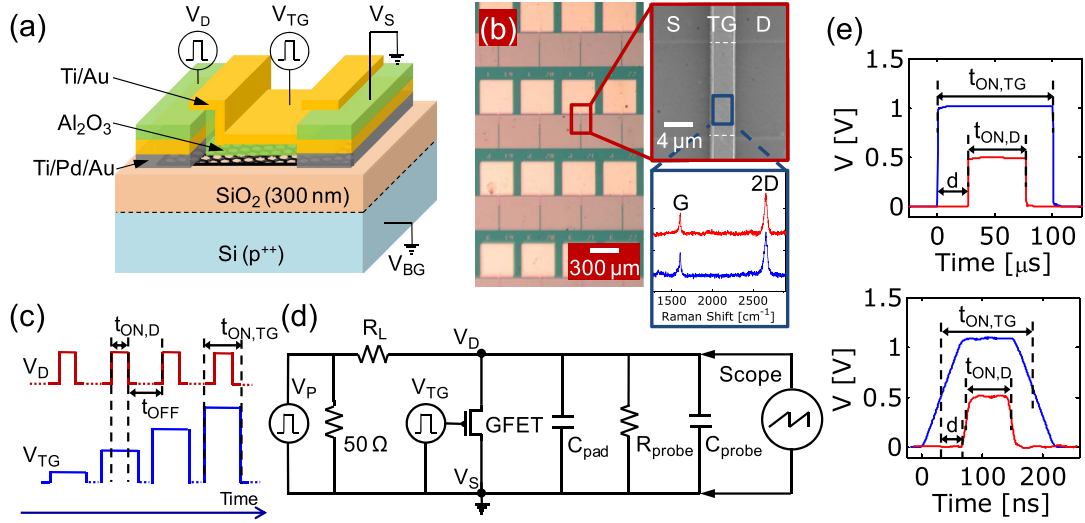 (a)
V_D
V_TG
V_S
Ti/Au
Al₂O₃
Ti/Pd/Au
SiO₂ (300 nm)
Si (p⁺⁺)
V_BG
(b)
300 µm
S TG D
4 µm
G
2D
1500 2000 2500
Raman Shift [cm⁻¹]
(c)
t_ON,D
t_ON,TG
V_D
t_OFF
V_TG
Time
(d)
R_L
V_D
V_P
V_TG
Scope
50 Ω
GFET
C_pad
R_probe
C_probe
V_S
(e)
1.5
t_ON,TG
1
t_ON,D
0.5
d
0
V [V]
0 50 100
Time [µs]
1.5
t_ON,TG
1
t_ON,D
0.5
d
0
V [V]
0 100 200
Time [ns]